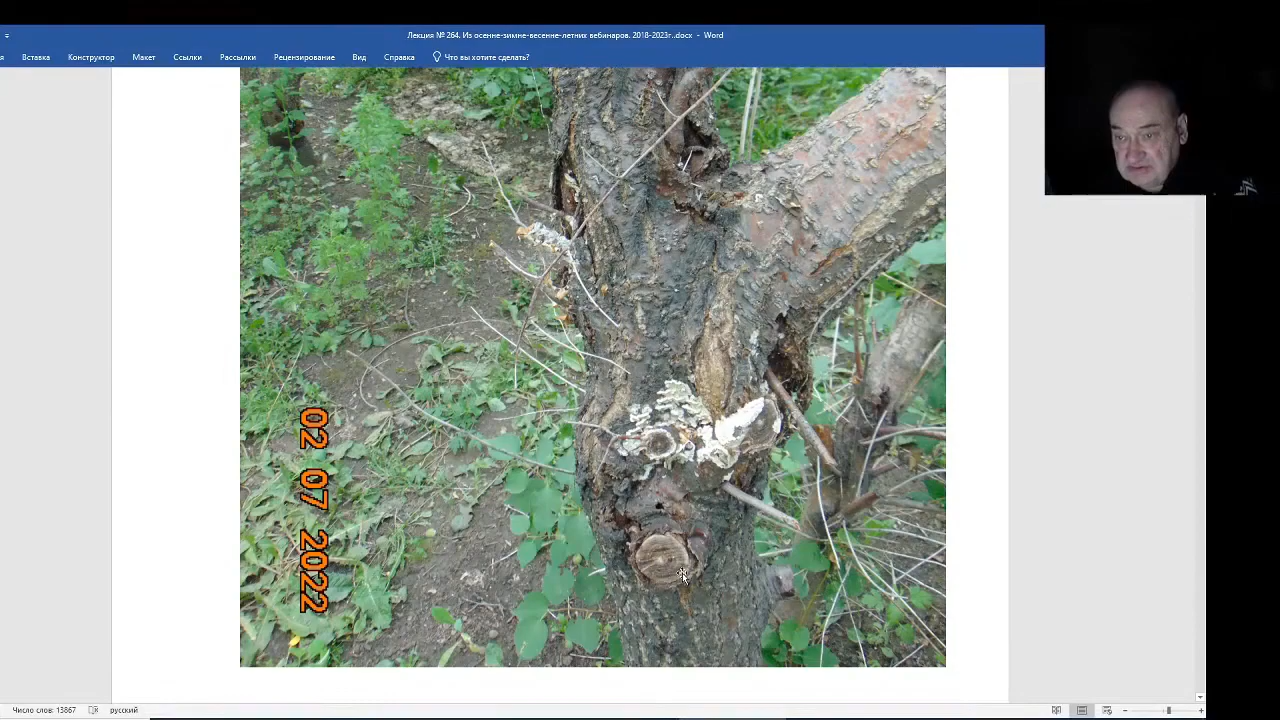 Лекция № 264. Из осенне-зимне-весенне-летних вебинаров. 2018-2023г..docx - Word
Вставка Конструктор Макет Ссылки Рассылки Рецензирование Вид Справка Что вы хотите сделать?
02 07 2022
Число слов: 13867 русский